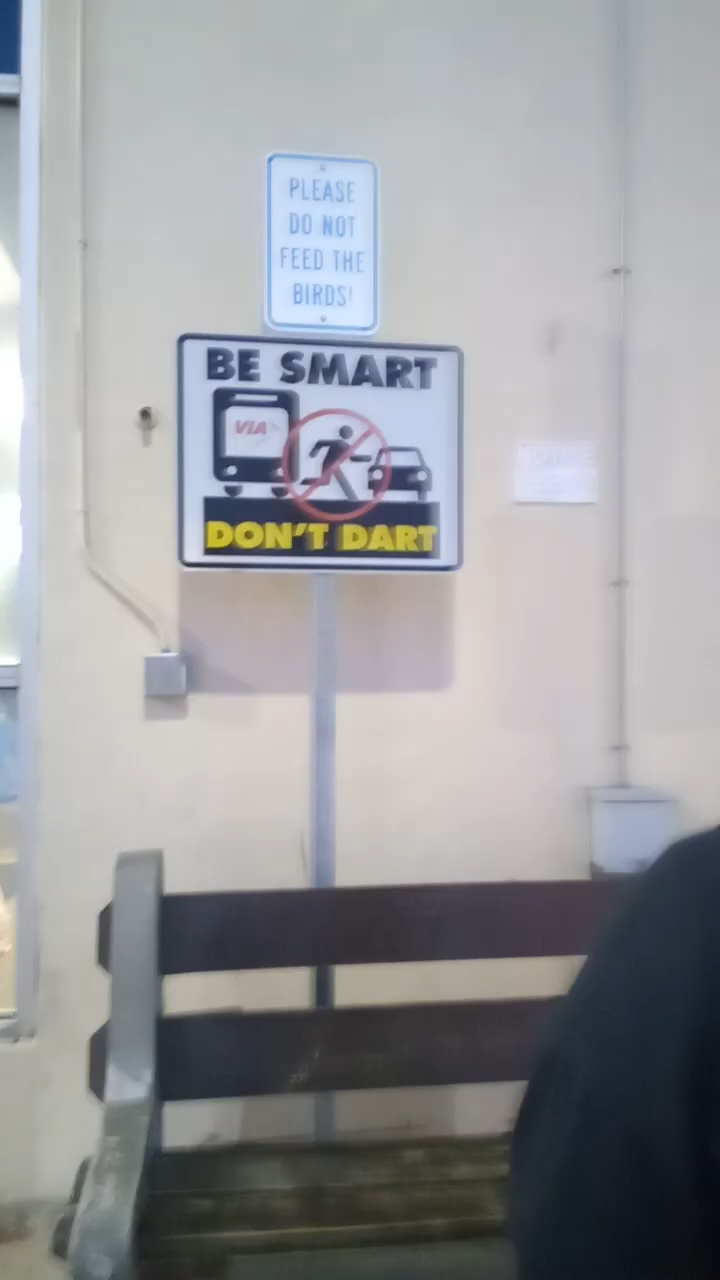 PLEASE
DO NOT
FEED THE
BIRDS!
BE SMART
VIA
DON'T DART